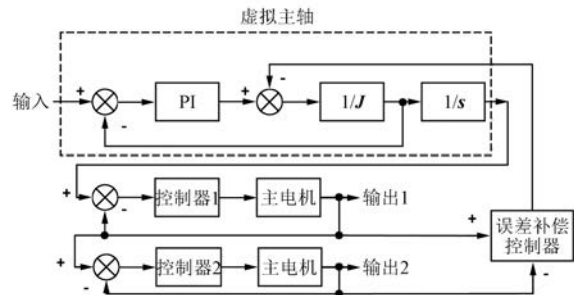 虚拟主轴
输入
+
-
PI
+
-
1/J
1/s
+
-
控制器1
主电机
输出1
+
误差补偿
控制器
-
+
-
控制器2
主电机
输出2